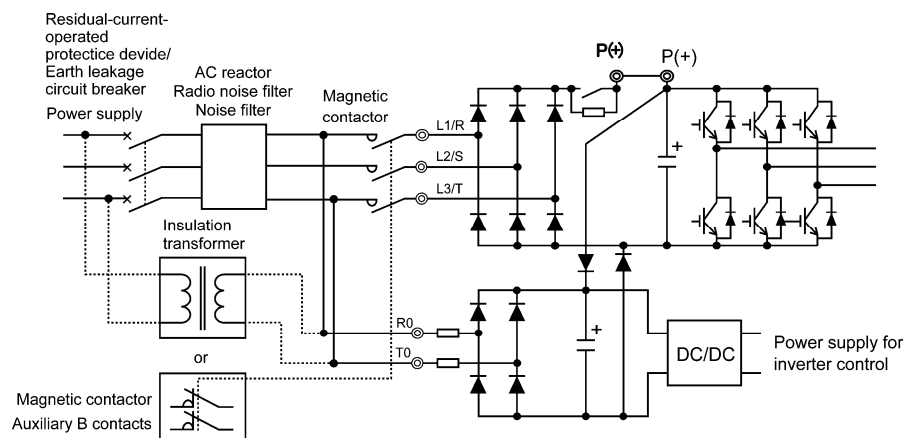 Residual-current-
operated
protectice devide/
Earth leakage
circuit breaker
Power supply
AC reactor
Radio noise filter
Noise filter
Magnetic
contactor
L1/R
L2/S
L3/T
P(+)
P(+)
+
Insulation
transformer
or
Magnetic contactor
Auxiliary B contacts
R0
T0
+
DC/DC
Power supply for
inverter control